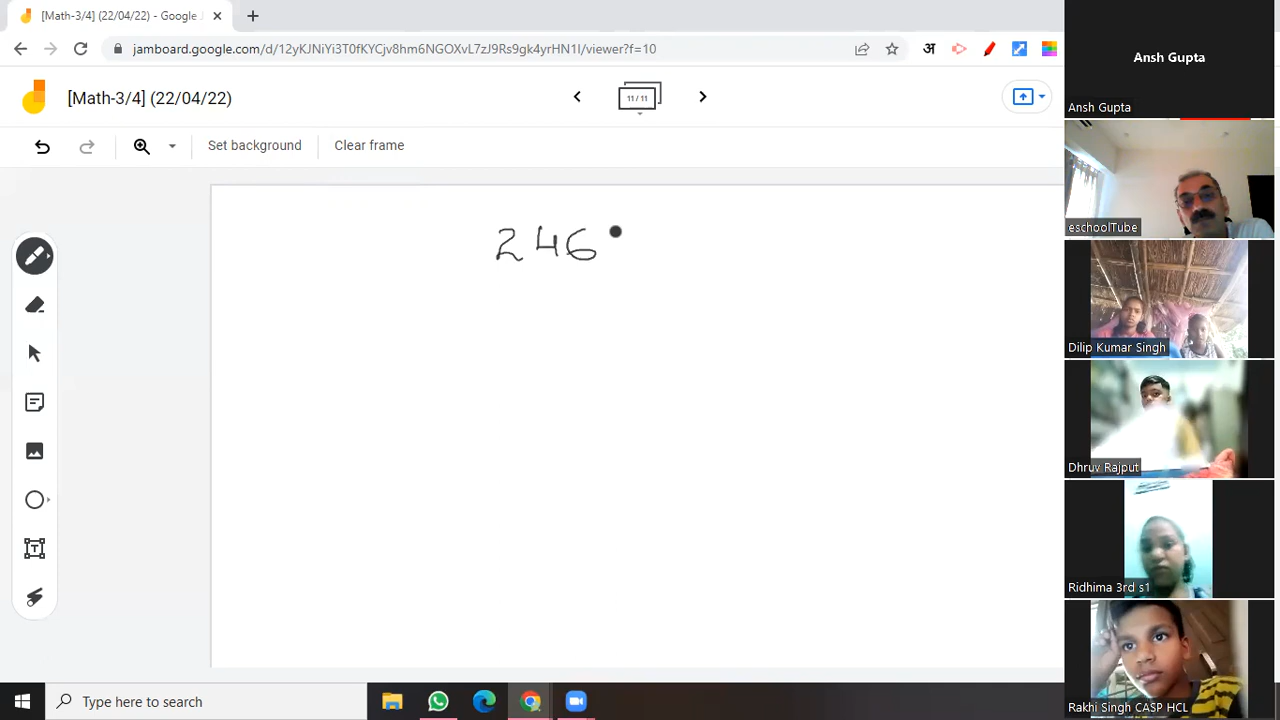 [Math-3/4] (22/04/22) - Google J
jamboard.google.com/d/12yKJNiYi3T0rKYCjv8hm6NGOXvL7zJ9Rs9gk4yrHN1I/viewer?f=10
अ
[Math-3/4] (22/04/22)
11 / 11
Set background
Clear frame
246
Ansh Gupta
Ansh Gupta
eschoolTube
Dilip Kumar Singh
Dhruv Rajput
Ridhima 3rd s1
Rakhi Singh CASP HCL
Type here to search